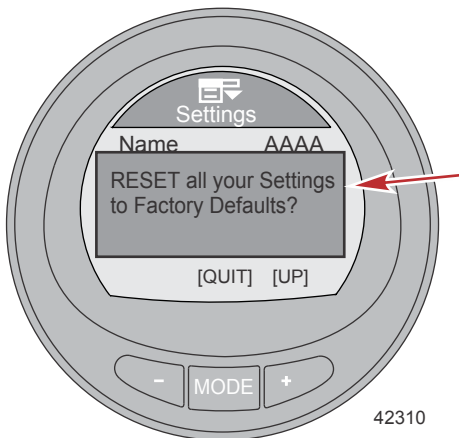 Settings
Name AAAA
RESET all your Settings
to Factory Defaults?
[QUIT] [UP]
- MODE +
42310